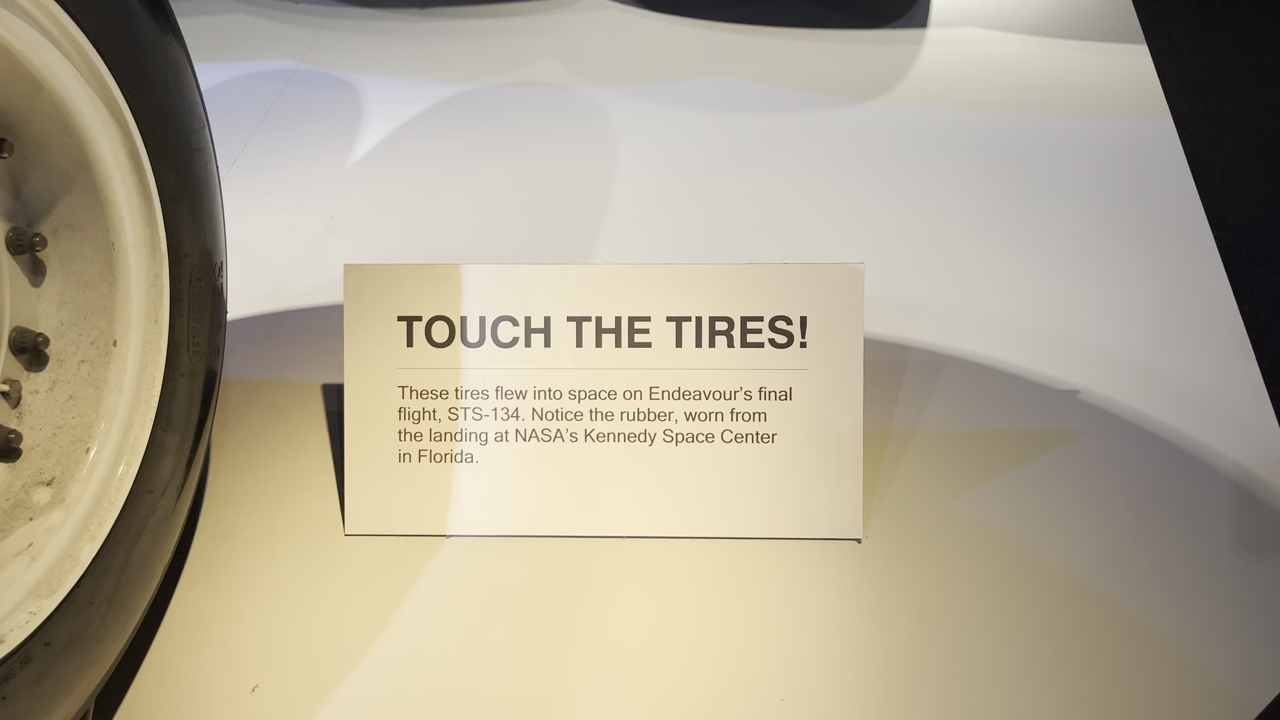 TOUCH THE TIRES!
These tires flew into space on Endeavour's final
flight, STS-134. Notice the rubber, worn from
the landing at NASA's Kennedy Space Center
in Florida.